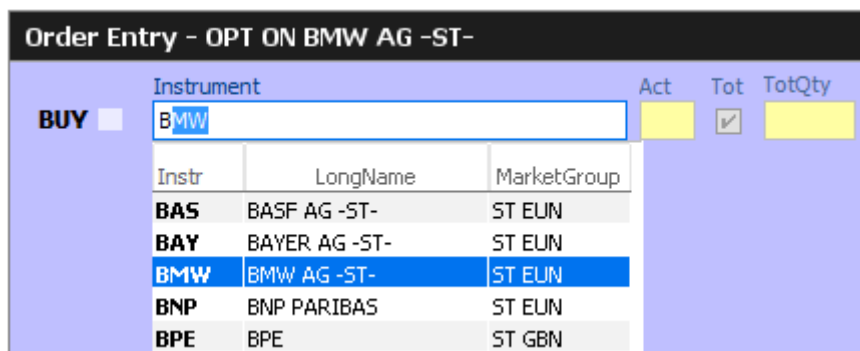 Order Entry - OPT ON BMW AG -ST-
Instrument Act Tot TotQty
BUY BMW
Instr LongName MarketGroup
BAS BASF AG -ST- ST EUN
BAY BAYER AG -ST- ST EUN
BMW BMW AG -ST- ST EUN
BNP BNP PARIBAS ST EUN
BPE BPE ST GBN